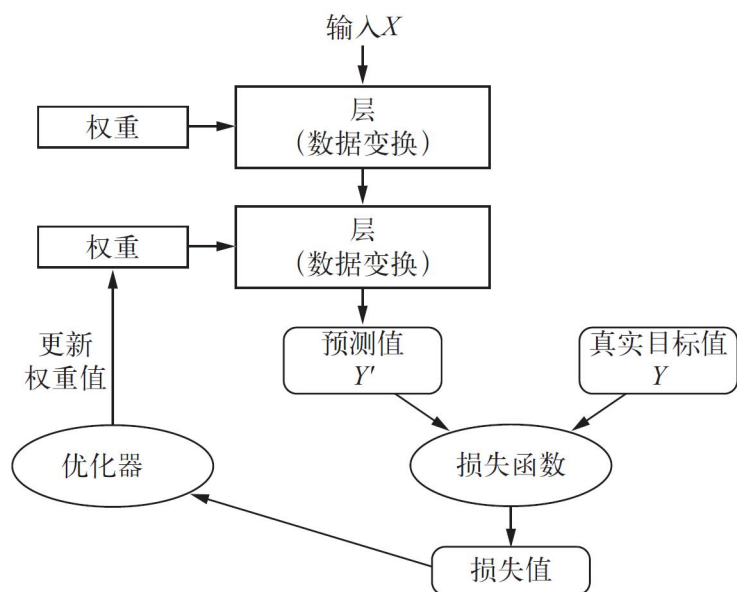 输入X
权重
层
（数据变换）
权重
层
（数据变换）
更新
权重值
预测值
Y′
真实目标值
Y
优化器
损失函数
损失值